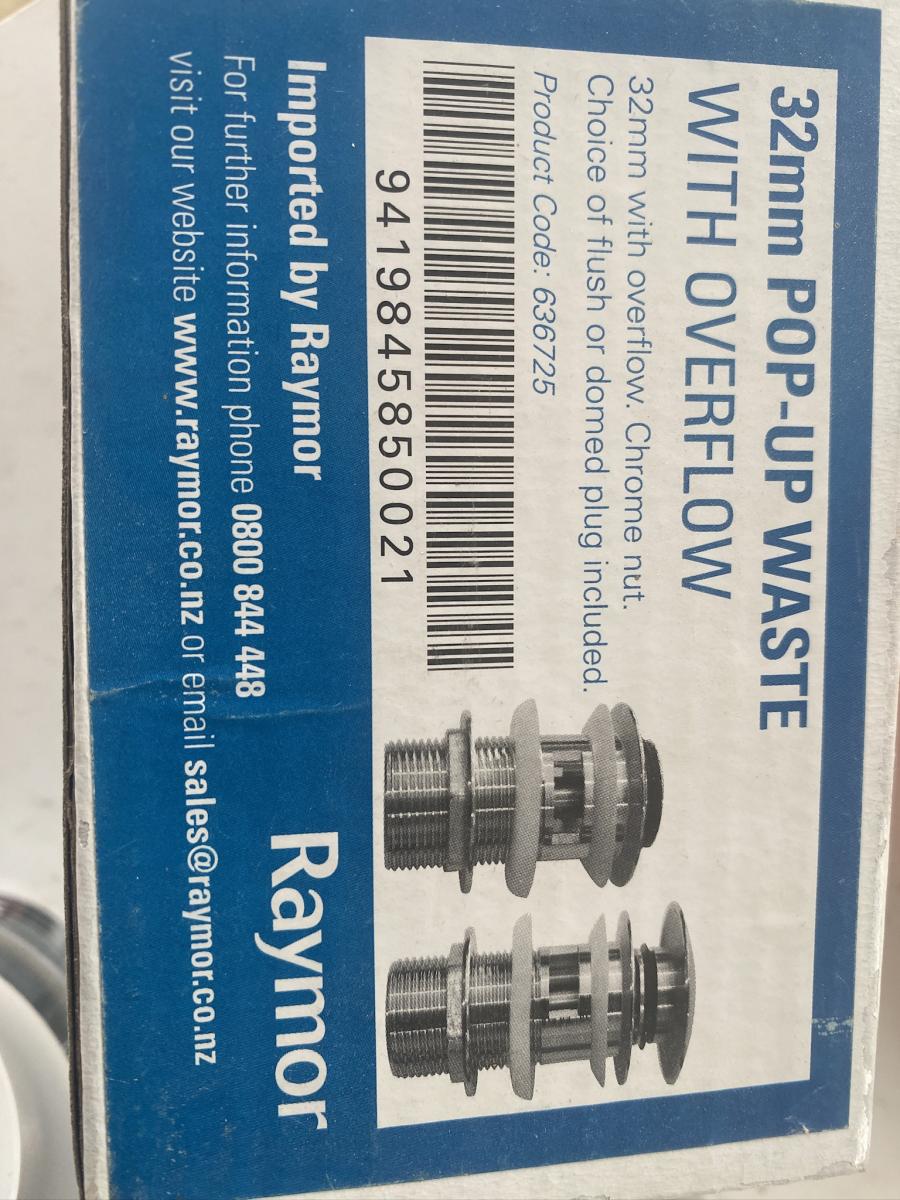 32mm POP-UP WASTE
WITH OVERFLOW
32mm with overflow. Chrome nut.
Choice of flush or domed plug included.
Product Code: 636725
9419845850021
Imported by Raymor
For further information phone 0800 844 448
visit our website www.raymor.co.nz or email sales@raymor.co.nz
Raymor